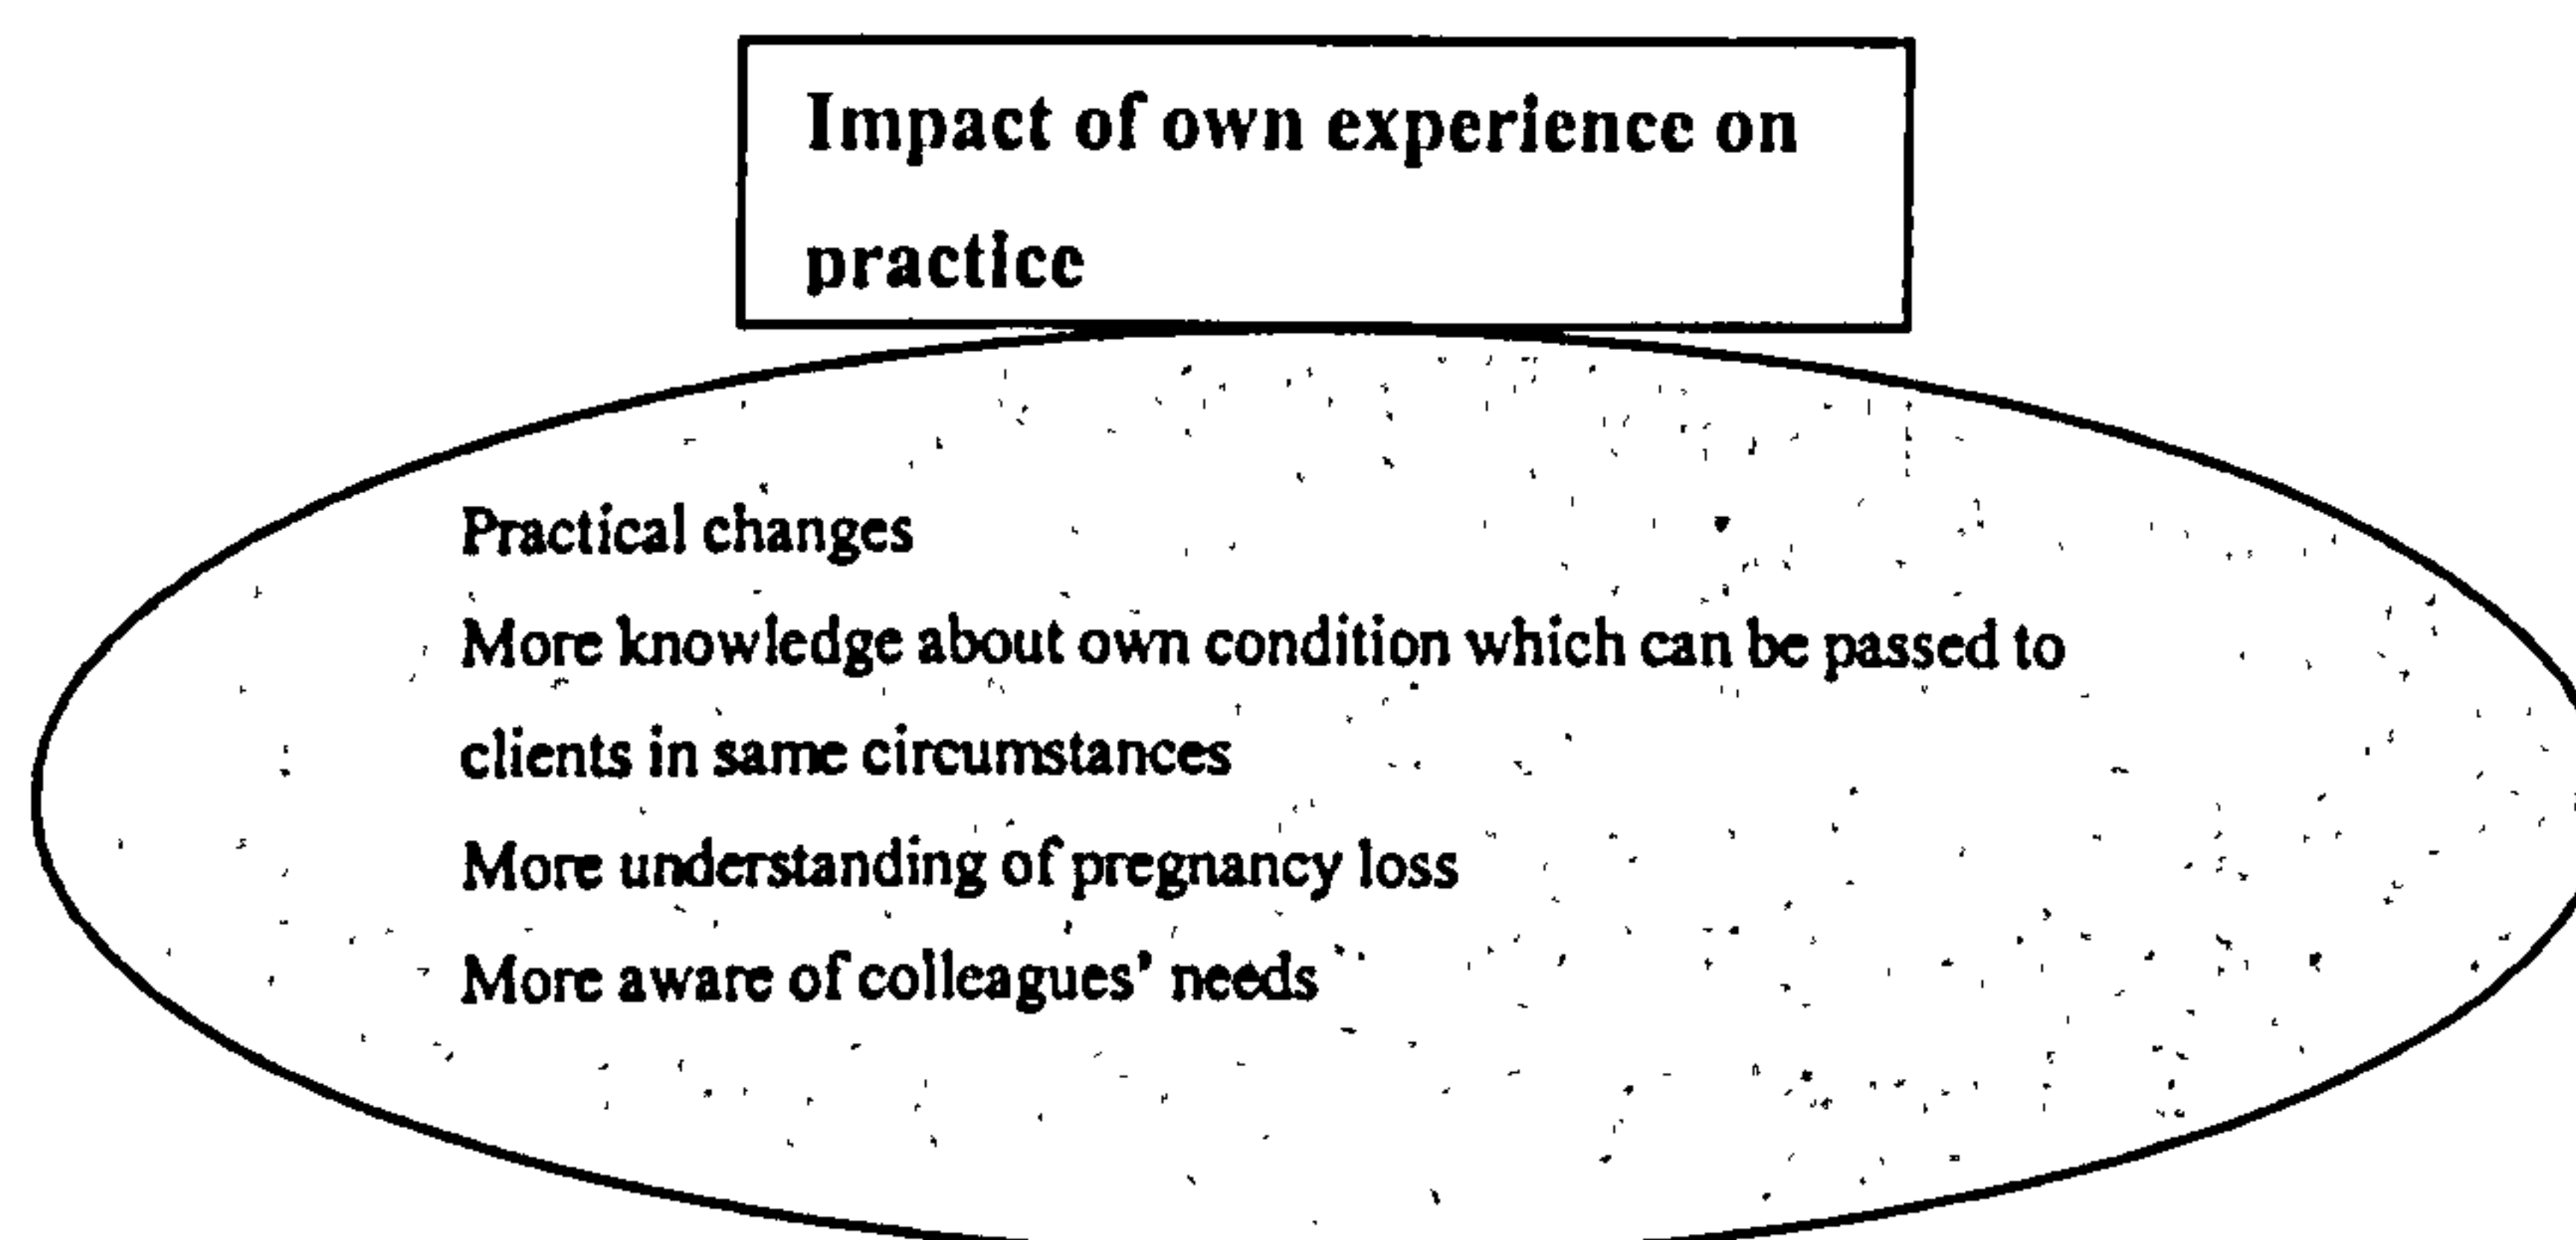 Impact of own experience on
practice
Practical changes
More knowledge about own condition which can be passed to
clients in same circumstances
More understanding of pregnancy loss
More aware of colleagues’ needs